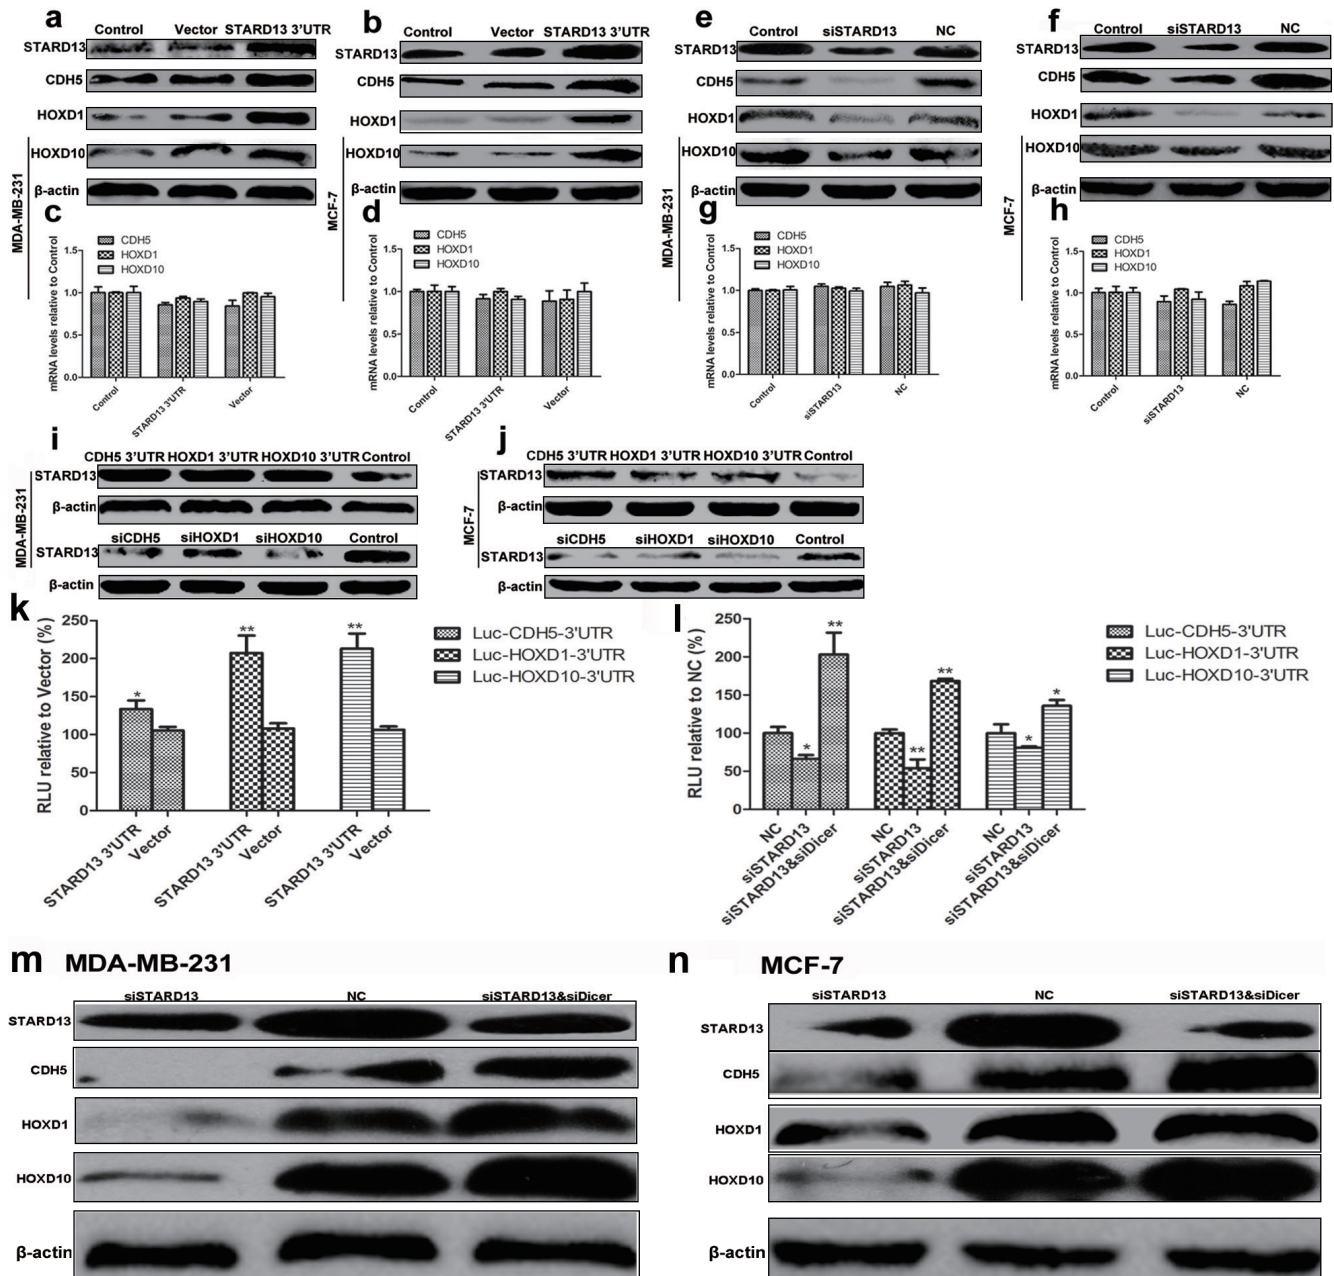 a
Control Vector STARD13 3'UTR
STARD13
CDH5
HOXD1
HOXD10
β-actin
MDA-MB-231
b
Control Vector STARD13 3'UTR
STARD13
CDH5
HOXD1
HOXD10
β-actin
MCF-7
e
Control siSTARD13 NC
STARD13
CDH5
HOXD1
HOXD10
β-actin
MDA-MB-231
f
Control siSTARD13 NC
STARD13
CDH5
HOXD1
HOXD10
β-actin
MCF-7
c
mRNA levels relative to Control
1.5
1.0
0.5
0.0
CDH5
HOXD1
HOXD10
Control
STARD13 3'UTR
Vector
d
mRNA levels relative to Control
1.5
1.0
0.5
0.0
CDH5
HOXD1
HOXD10
Control
STARD13 3'UTR
Vector
g
mRNA levels relative to Control
1.5
1.0
0.5
0.0
CDH5
HOXD1
HOXD10
Control
siSTARD13
NC
h
mRNA levels relative to Control
1.5
1.0
0.5
0.0
CDH5
HOXD1
HOXD10
Control
siSTARD13
NC
i
CDH5 3'UTR HOXD1 3'UTR HOXD10 3'UTR Control
STARD13
β-actin
siCDH5 siHOXD1 siHOXD10 Control
STARD13
β-actin
MDA-MB-231
j
CDH5 3'UTR HOXD1 3'UTR HOXD10 3'UTR Control
STARD13
β-actin
siCDH5 siHOXD1 siHOXD10 Control
STARD13
β-actin
MCF-7
k
RLU relative to Vector (%)
250
200
150
100
50
0
*
**
**
STARD13 3'UTR
Vector
STARD13 3'UTR
Vector
STARD13 3'UTR
Vector
Luc-CDH5-3'UTR
Luc-HOXD1-3'UTR
Luc-HOXD10-3'UTR
l
RLU relative to NC (%)
250
200
150
100
50
0
*
**
**
**
*
*
NC
siSTARD13
siSTARD13&siDicer
NC
siSTARD13
siSTARD13&siDicer
NC
siSTARD13
siSTARD13&siDicer
Luc-CDH5-3'UTR
Luc-HOXD1-3'UTR
Luc-HOXD10-3'UTR
m MDA-MB-231
siSTARD13 NC siSTARD13&siDicer
STARD13
CDH5
HOXD1
HOXD10
β-actin
n MCF-7
siSTARD13 NC siSTARD13&siDicer
STARD13
CDH5
HOXD1
HOXD10
β-actin